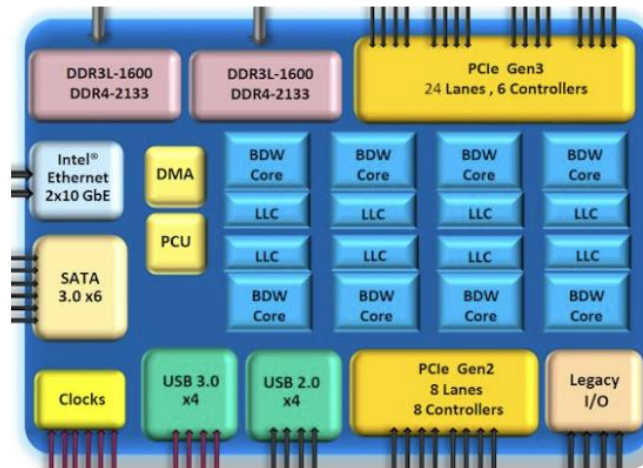 DDR3L-1600
DDR4-2133
DDR3L-1600
DDR4-2133
PCIe Gen3
24 Lanes , 6 Controllers
Intel®
Ethernet
2x10 GbE
DMA
BDW
Core
BDW
Core
BDW
Core
BDW
Core
LLC
LLC
LLC
LLC
PCU
LLC
LLC
LLC
LLC
SATA
3.0 x6
BDW
Core
BDW
Core
BDW
Core
BDW
Core
Clocks
USB 3.0
x4
USB 2.0
x4
PCIe Gen2
8 Lanes
8 Controllers
Legacy
I/O